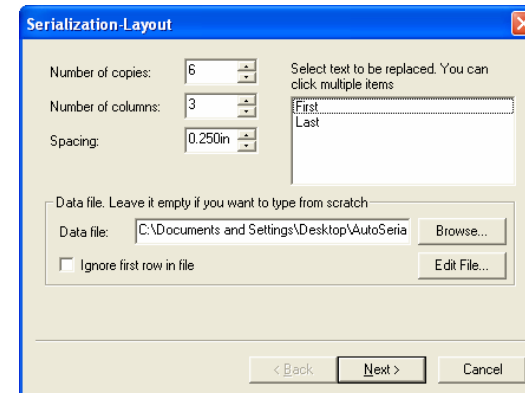 Serialization-Layout
Number of copies: 6
Number of columns: 3
Spacing: 0.250in
Select text to be replaced. You can
click multiple items
First
Last
Data file. Leave it empty if you want to type from scratch
Data file: C:\Documents and Settings\Desktop\AutoSeria Browse...
Ignore first row in file Edit File...
< Back Next > Cancel